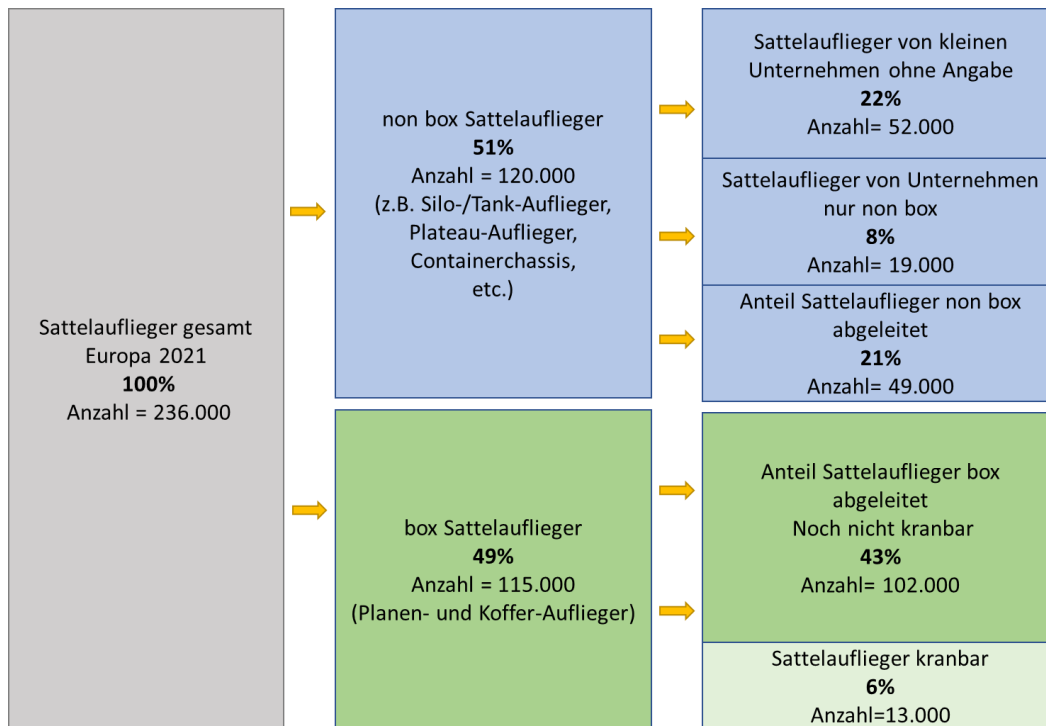 Sattelauflieger gesamt
Europa 2021
100%
Anzahl = 236.000
non box Sattelauflieger
51%
Anzahl = 120.000
(z.B. Silo-/Tank-Auflieger,
Plateau-Auflieger,
Containerchassis,
etc.)
box Sattelauflieger
49%
Anzahl = 115.000
(Planen- und Koffer-Auflieger)
Sattelauflieger von kleinen
Unternehmen ohne Angabe
22%
Anzahl= 52.000
Sattelauflieger von Unternehmen
nur non box
8%
Anzahl = 19.000
Anteil Sattelauflieger non box
abgeleitet
21%
Anzahl = 49.000
Anteil Sattelauflieger box
abgeleitet
Noch nicht kranbar
43%
Anzahl= 102.000
Sattelauflieger kranbar
6%
Anzahl=13.000